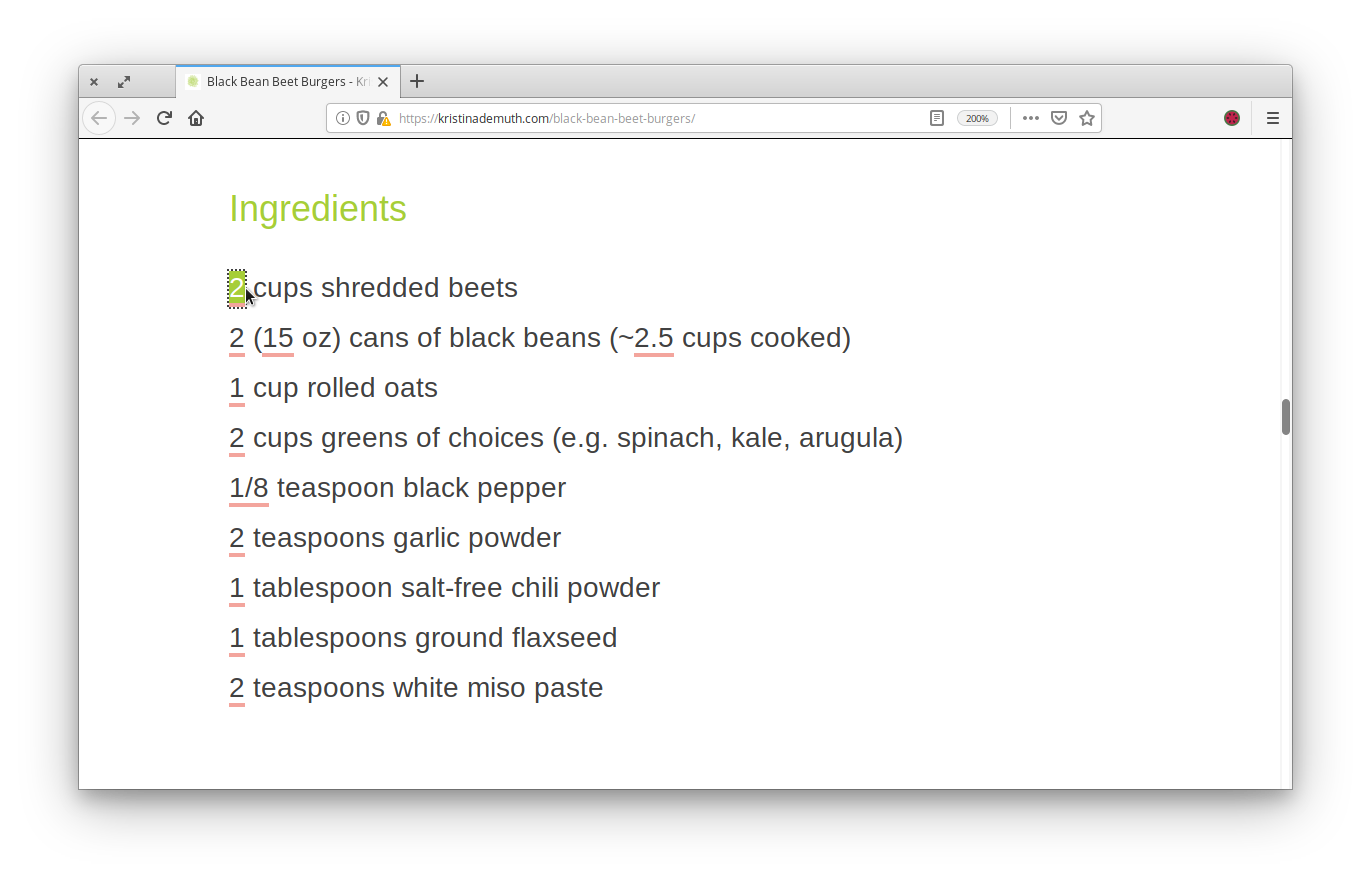 Black Bean Beet Burgers - Kri
https://kristinademuth.com/black-bean-beet-burgers/
200%
Ingredients
2 cups shredded beets
2 (15 oz) cans of black beans (~2.5 cups cooked)
1 cup rolled oats
2 cups greens of choices (e.g. spinach, kale, arugula)
1/8 teaspoon black pepper
2 teaspoons garlic powder
1 tablespoon salt-free chili powder
1 tablespoons ground flaxseed
2 teaspoons white miso paste